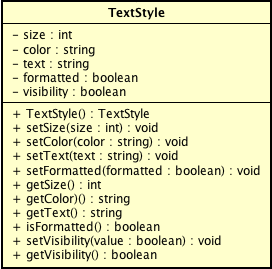 TextStyle
- size : int
- color : string
- text : string
- formatted : boolean
- visibility : boolean
+ TextStyle() : TextStyle
+ setSize(size : int) : void
+ setColor(color : string) : void
+ setText(text : string) : void
+ setFormatted(formatted : boolean) : void
+ getSize() : int
+ getColor)() : string
+ getText() : string
+ isFormatted() : boolean
+ setVisibility(value : boolean) : void
+ getVisibility() : boolean